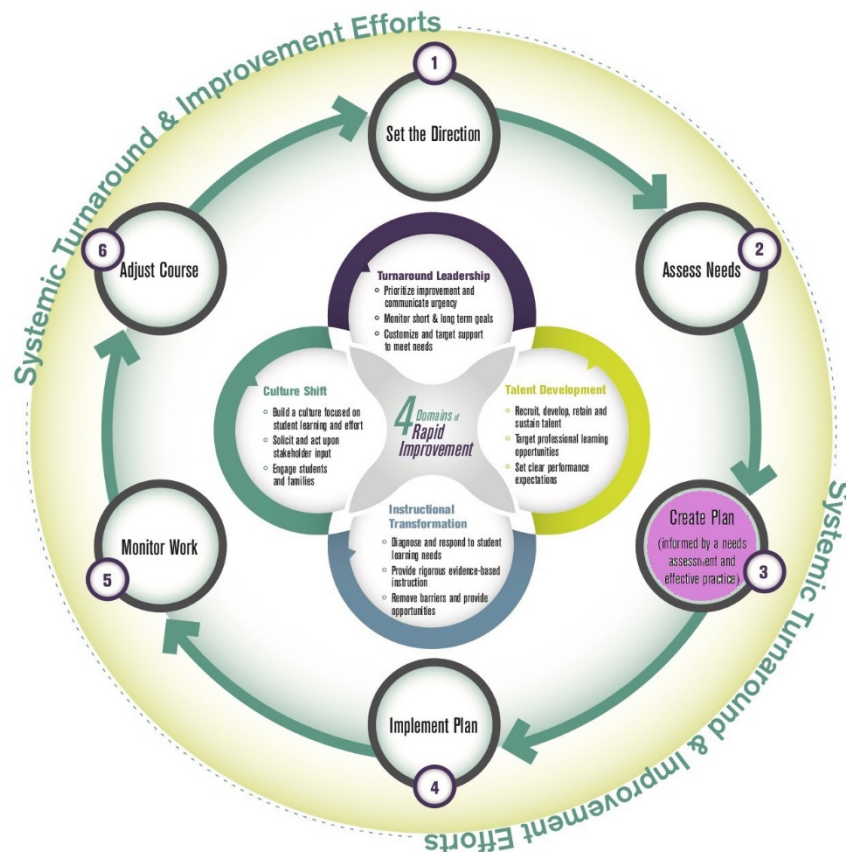 Systemic Turnaround & Improvement Efforts
1
Set the Direction
2
Assess Needs
3
Create Plan
(informed by a needs
assessment and
effective practice)
4
Implement Plan
5
Monitor Work
6
Adjust Course
Turnaround Leadership
Prioritize improvement and
communicate urgency
Monitor short & long term goals
Customize and target support
to meet needs
Talent Development
Recruit, develop, retain and
sustain talent
Target professional learning
opportunities
Set clear performance
expectations
Instructional
Transformation
Diagnose and respond to student
learning needs
Provide rigorous evidence-based
instruction
Remove barriers and provide
opportunities
Culture Shift
Build a culture focused on
student learning and effort
Solicit and act upon
stakeholder input
Engage students
and families
4 Domains of
Rapid
Improvement
Systemic Turnaround & Improvement Efforts